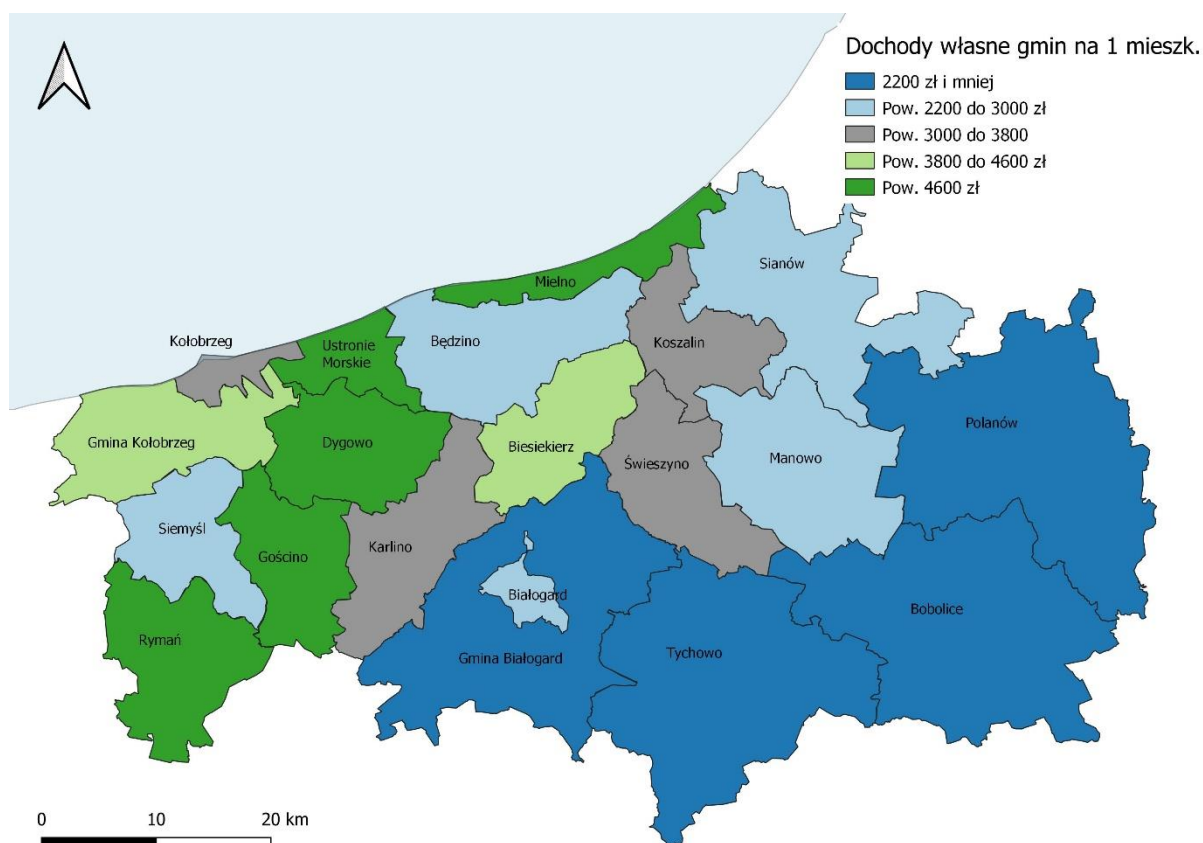 Dochody własne gmin na 1 mieszk.
2200 zł i mniej
Pow. 2200 do 3000 zł
Pow. 3000 do 3800
Pow. 3800 do 4600 zł
Pow. 4600 zł
Sianów
Mielno
Kołobrzeg
Ustronie
Morskie
Będzino
Koszalin
Polanów
Gmina Kołobrzeg
Dygowo
Biesiekierz
Świeszyno
Manowo
Siemyśl
Gościno
Karlino
Białogard
Bobolice
Rymań
Gmina Białogard
Tychowo
0 10 20 km